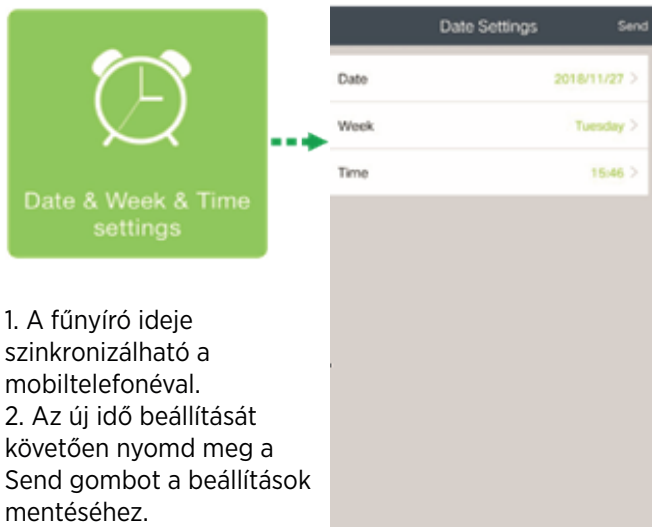 Date & Week & Time
settings
Date Settings Send
Date 2018/11/27 >
Week Tuesday >
Time 15:46 >
1. A fűnyíró ideje
szinkronizálható a
mobiltelefonéval.
2. Az új idő beállítását
követően nyomd meg a
Send gombot a beállítások
mentéséhez.